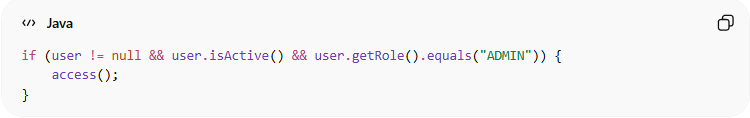 </> Java
if (user != null && user.isActive() && user.getRole().equals("ADMIN")) {
    access();
}